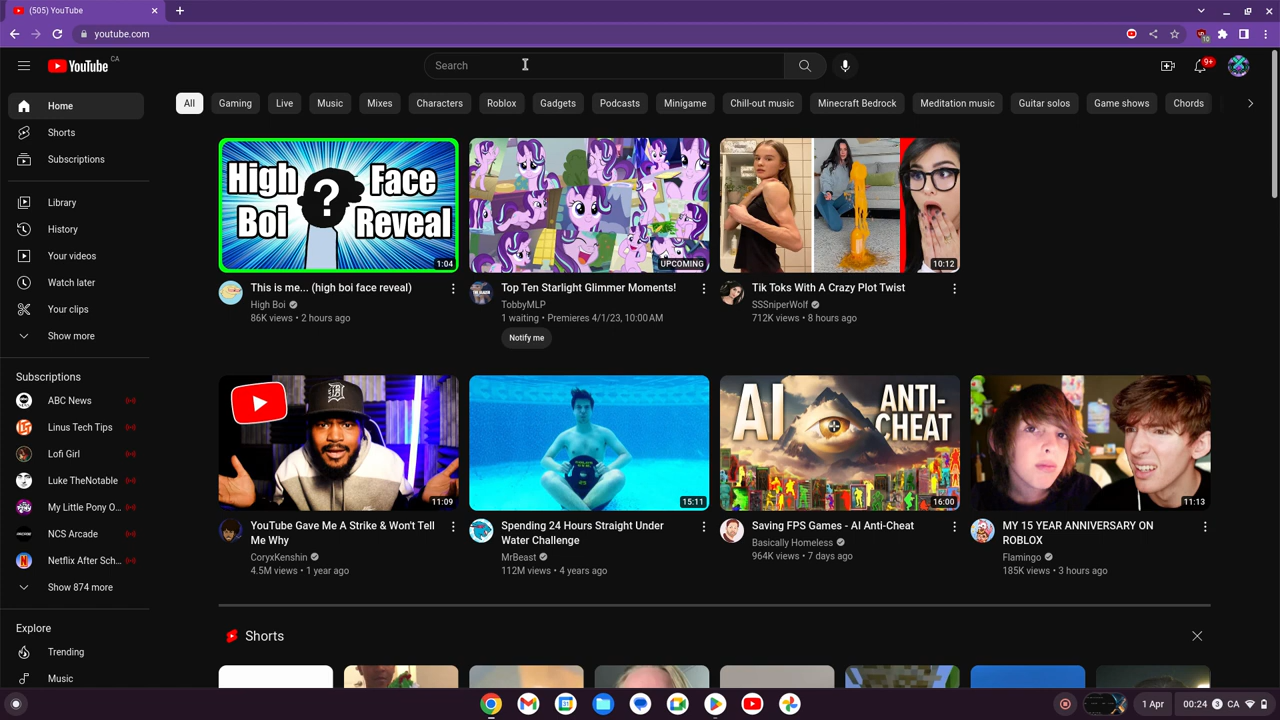 (505) YouTube
youtube.com
10
YouTube CA
Search
9+
Home
Shorts
Subscriptions
Library
History
Your videos
Watch later
Your clips
Show more
Subscriptions
ABC News
Linus Tech Tips
Lofi Girl
Luke TheNotable
My Little Pony O...
NCS Arcade
Netflix After Sch...
Show 874 more
Explore
Trending
Music
All
Gaming
Live
Music
Mixes
Characters
Roblox
Gadgets
Podcasts
Minigame
Chill-out music
Minecraft Bedrock
Meditation music
Guitar solos
Game shows
Chords
High Face
Boi ? Reveal
1:04
This is me... (high boi face reveal)
High Boi
86K views • 2 hours ago
UPCOMING
Top Ten Starlight Glimmer Moments!
TobbyMLP
1 waiting • Premieres 4/1/23, 10:00 AM
Notify me
10:12
Tik Toks With A Crazy Plot Twist
SSSniperWolf
712K views • 8 hours ago
11:09
YouTube Gave Me A Strike & Won't Tell
Me Why
CoryxKenshin
4.5M views • 1 year ago
15:11
Spending 24 Hours Straight Under
Water Challenge
MrBeast
112M views • 4 years ago
AI ANTI-
CHEAT
16:00
Saving FPS Games - AI Anti-Cheat
Basically Homeless
964K views • 7 days ago
11:13
MY 15 YEAR ANNIVERSARY ON
ROBLOX
Flamingo
185K views • 3 hours ago
Shorts
1 Apr
00:24 3 CA